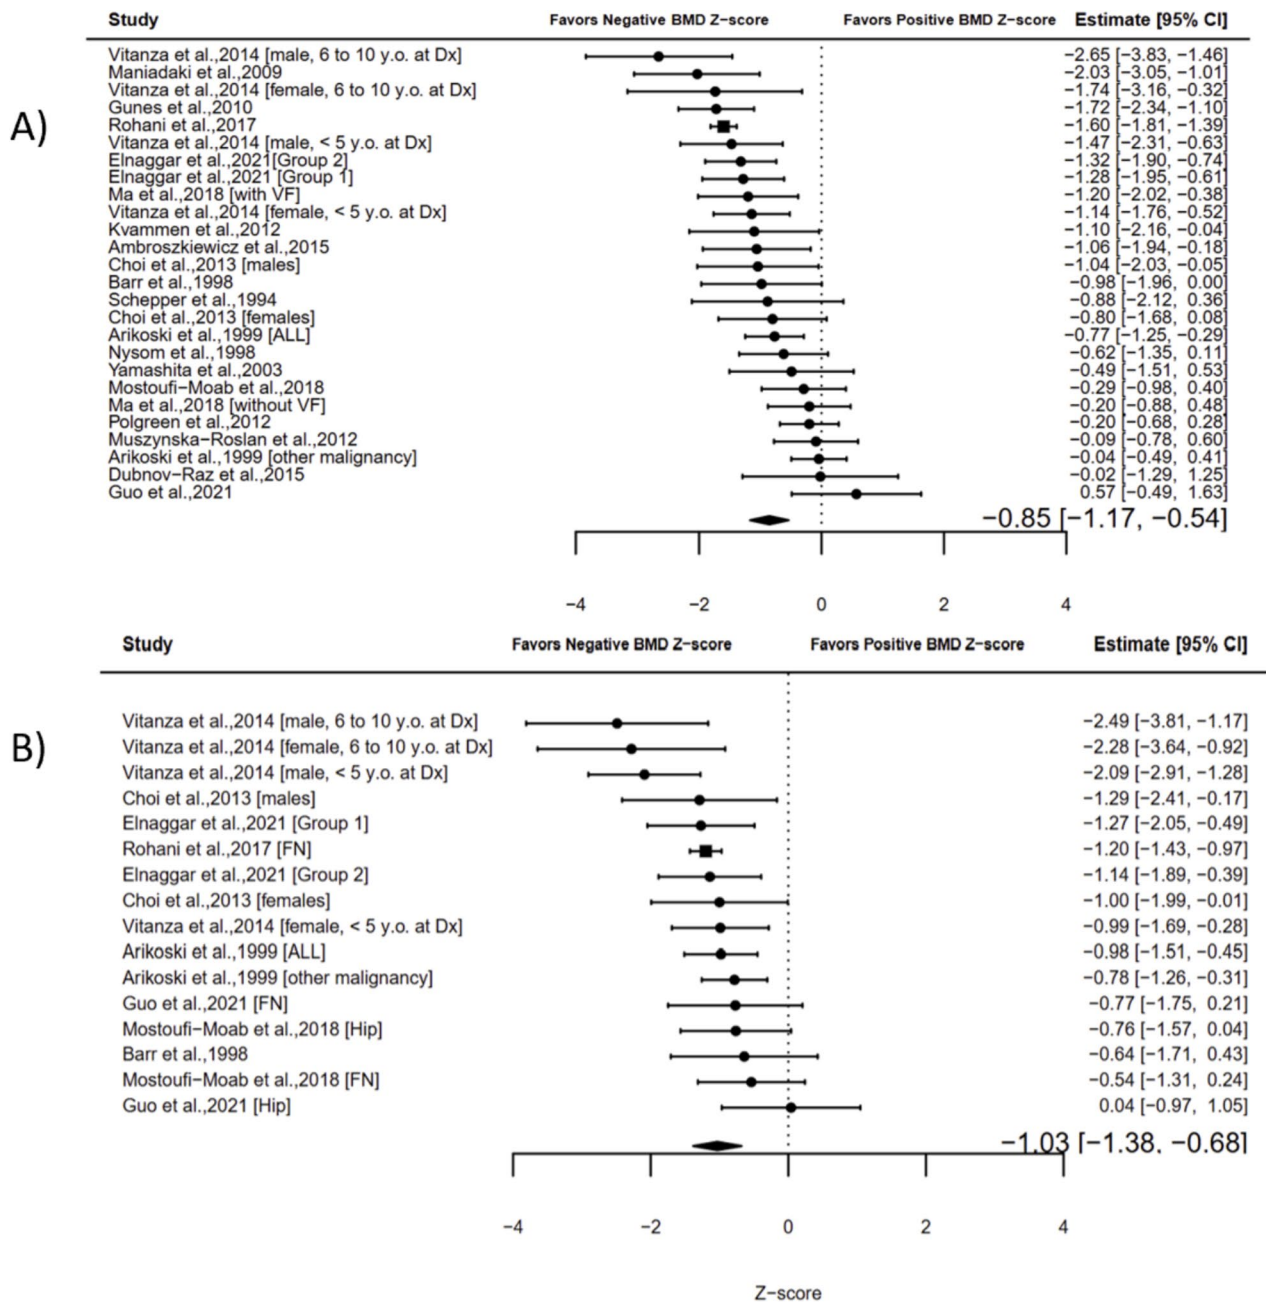 Study Favors Negative BMD Z−score Favors Positive BMD Z−score Estimate [95% CI]
A)
Vitanza et al.,2014 [male, 6 to 10 y.o. at Dx] −2.65 [−3.83, −1.46]
Maniadaki et al.,2009 −2.03 [−3.05, −1.01]
Vitanza et al.,2014 [female, 6 to 10 y.o. at Dx] −1.74 [−3.16, −0.32]
Gunes et al.,2010 −1.72 [−2.34, −1.10]
Rohani et al.,2017 −1.60 [−1.81, −1.39]
Vitanza et al.,2014 [male, < 5 y.o. at Dx] −1.47 [−2.31, −0.63]
Elnaggar et al.,2021[Group 2] −1.32 [−1.90, −0.74]
Elnaggar et al.,2021 [Group 1] −1.28 [−1.95, −0.61]
Ma et al.,2018 [with VF] −1.20 [−2.02, −0.38]
Vitanza et al.,2014 [female, < 5 y.o. at Dx] −1.14 [−1.76, −0.52]
Kvammen et al.,2012 −1.10 [−2.16, −0.04]
Ambroszkiewicz et al.,2015 −1.06 [−1.94, −0.18]
Choi et al.,2013 [males] −1.04 [−2.03, −0.05]
Barr et al.,1998 −0.98 [−1.96, 0.00]
Schepper et al.,1994 −0.88 [−2.12, 0.36]
Choi et al.,2013 [females] −0.80 [−1.68, 0.08]
Arikoski et al.,1999 [ALL] −0.77 [−1.25, −0.29]
Nysom et al.,1998 −0.62 [−1.35, 0.11]
Yamashita et al.,2003 −0.49 [−1.51, 0.53]
Mostoufi−Moab et al.,2018 −0.29 [−0.98, 0.40]
Ma et al.,2018 [without VF] −0.20 [−0.88, 0.48]
Polgreen et al.,2012 −0.20 [−0.68, 0.28]
Muszynska−Roslan et al.,2012 −0.09 [−0.78, 0.60]
Arikoski et al.,1999 [other malignancy] −0.04 [−0.49, 0.41]
Dubnov−Raz et al.,2015 −0.02 [−1.29, 1.25]
Guo et al.,2021 0.57 [−0.49, 1.63]
−0.85 [−1.17, −0.54]
−4 −2 0 2 4
Study Favors Negative BMD Z−score Favors Positive BMD Z−score Estimate [95% CI]
B)
Vitanza et al.,2014 [male, 6 to 10 y.o. at Dx] −2.49 [−3.81, −1.17]
Vitanza et al.,2014 [female, 6 to 10 y.o. at Dx] −2.28 [−3.64, −0.92]
Vitanza et al.,2014 [male, < 5 y.o. at Dx] −2.09 [−2.91, −1.28]
Choi et al.,2013 [males] −1.29 [−2.41, −0.17]
Elnaggar et al.,2021 [Group 1] −1.27 [−2.05, −0.49]
Rohani et al.,2017 [FN] −1.20 [−1.43, −0.97]
Elnaggar et al.,2021 [Group 2] −1.14 [−1.89, −0.39]
Choi et al.,2013 [females] −1.00 [−1.99, −0.01]
Vitanza et al.,2014 [female, < 5 y.o. at Dx] −0.99 [−1.69, −0.28]
Arikoski et al.,1999 [ALL] −0.98 [−1.51, −0.45]
Arikoski et al.,1999 [other malignancy] −0.78 [−1.26, −0.31]
Guo et al.,2021 [FN] −0.77 [−1.75, 0.21]
Mostoufi−Moab et al.,2018 [Hip] −0.76 [−1.57, 0.04]
Barr et al.,1998 −0.64 [−1.71, 0.43]
Mostoufi−Moab et al.,2018 [FN] −0.54 [−1.31, 0.24]
Guo et al.,2021 [Hip] 0.04 [−0.97, 1.05]
−1.03 [−1.38, −0.68]
−4 −2 0 2 4
Z−score